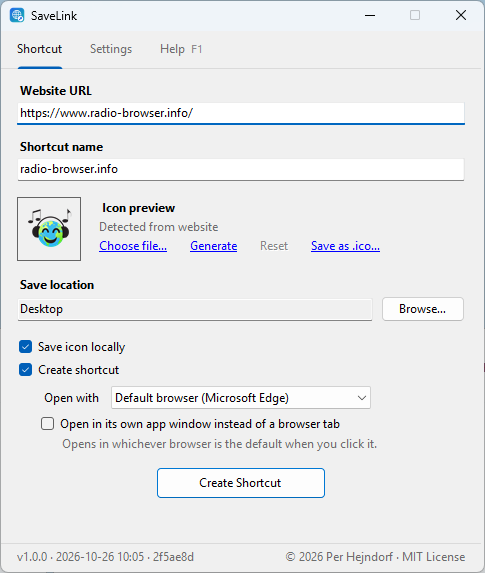 SaveLink
Shortcut Settings Help F1
Website URL
https://www.radio-browser.info/
Shortcut name
radio-browser.info
Icon preview
Detected from website
Choose file... Generate Reset Save as .ico...
Save location
Desktop Browse...
Save icon locally
Create shortcut
Open with Default browser (Microsoft Edge)
Open in its own app window instead of a browser tab
Opens in whichever browser is the default when you click it.
Create Shortcut
v1.0.0 · 2026-10-26 10:05 · 2f5ae8d © 2026 Per Hejndorf · MIT License